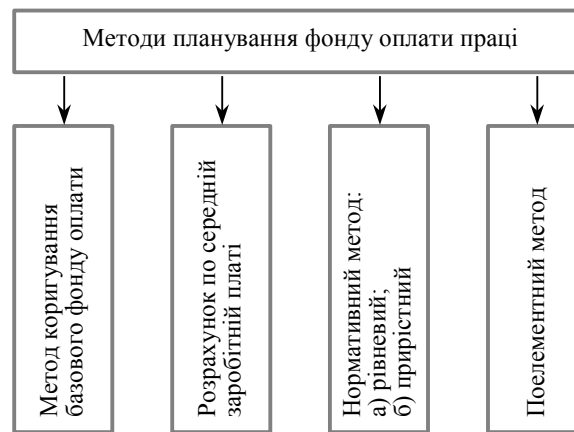 Методи планування фонду оплати праці
Метод коригування
базового фонду оплати
Розрахунок по середній
заробітній платі
Нормативний метод:
а) рівневий;
б) прирістний
Поелементний метод